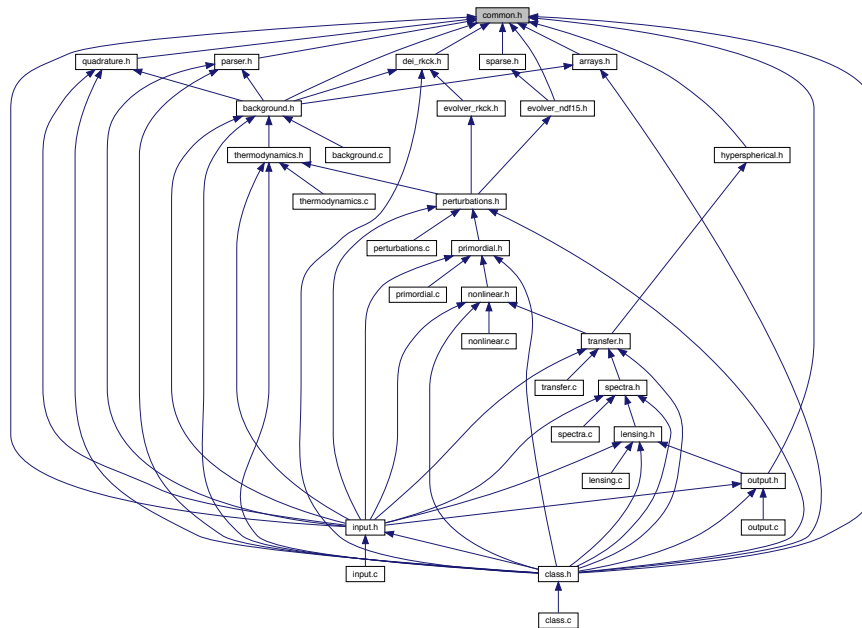 common.h
quadrature.h
parser.h
dei_rkck.h
sparse.h
arrays.h
background.h
evolver_rkck.h
evolver_ndf15.h
thermodynamics.h
background.c
hyperspherical.h
thermodynamics.c
perturbations.h
perturbations.c
primordial.h
primordial.c
nonlinear.h
nonlinear.c
transfer.h
transfer.c
spectra.h
spectra.c
lensing.h
lensing.c
output.h
input.h
output.c
input.c
class.h
class.c